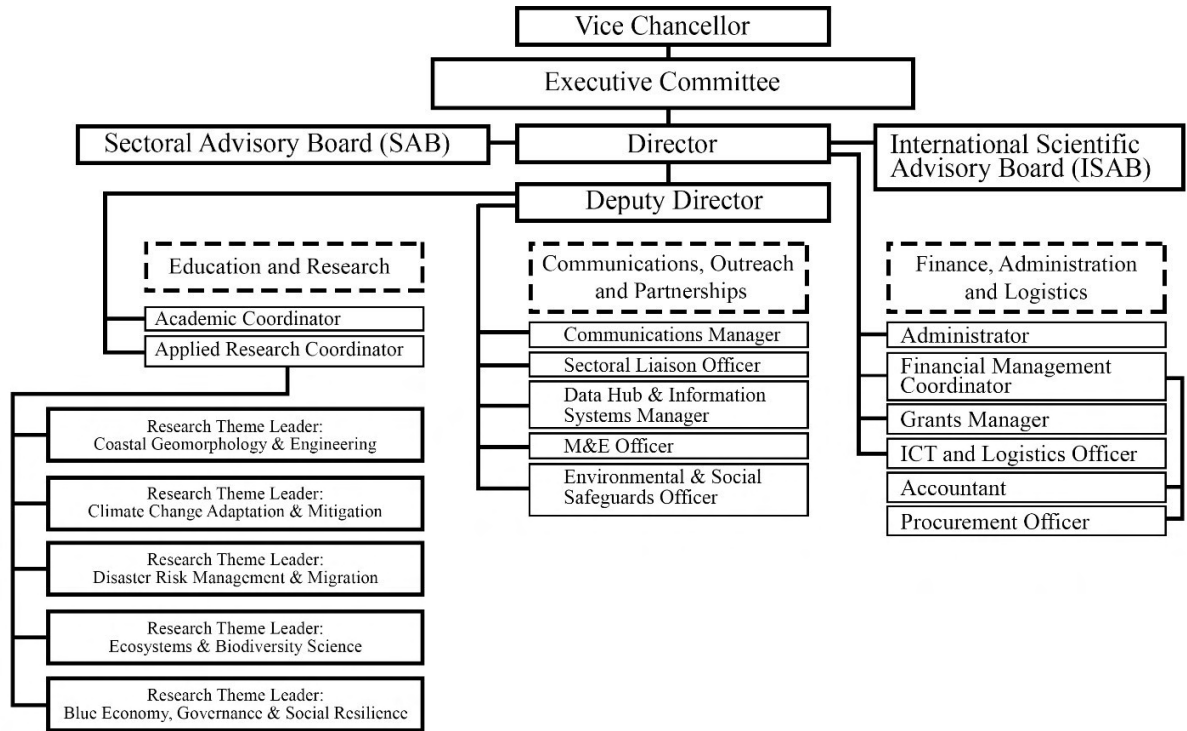 Vice Chancellor
Executive Committee
Sectoral Advisory Board (SAB)
Director
International Scientific
Advisory Board (ISAB)
Deputy Director
Education and Research
Academic Coordinator
Applied Research Coordinator
Research Theme Leader:
Coastal Geomorphology & Engineering
Research Theme Leader:
Climate Change Adaptation & Mitigation
Research Theme Leader:
Disaster Risk Management & Migration
Research Theme Leader:
Ecosystems & Biodiversity Science
Research Theme Leader:
Blue Economy, Governance & Social Resilience
Communications, Outreach
and Partnerships
Communications Manager
Sectoral Liaison Officer
Data Hub & Information
Systems Manager
M&E Officer
Environmental & Social
Safeguards Officer
Finance, Administration
and Logistics
Administrator
Financial Management
Coordinator
Grants Manager
ICT and Logistics Officer
Accountant
Procurement Officer